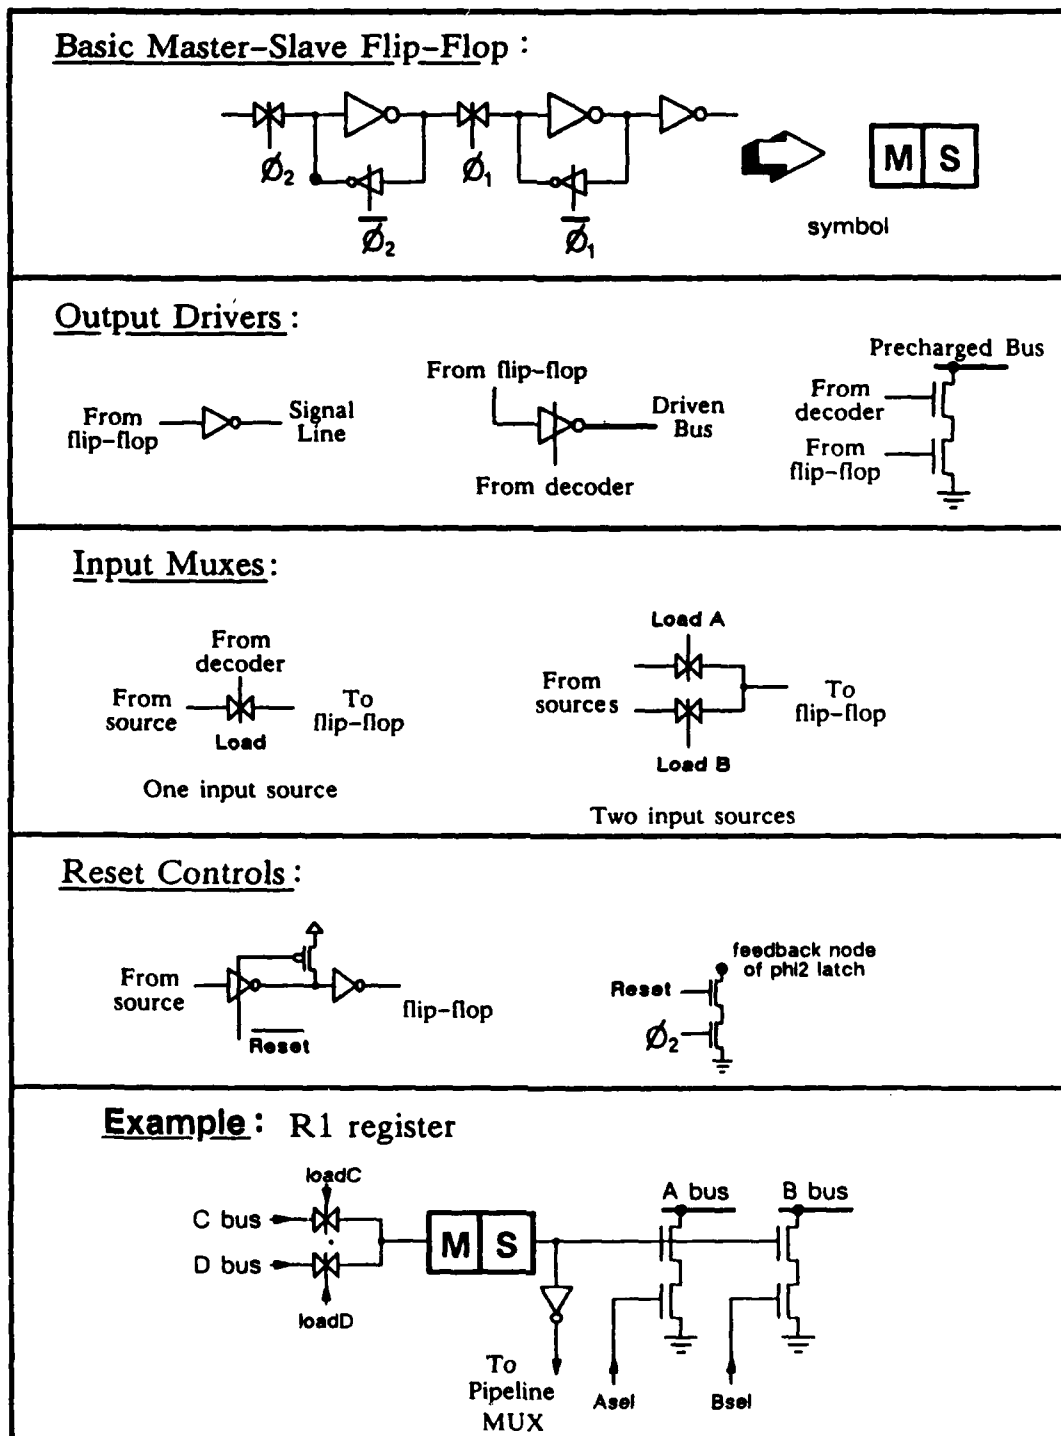 Basic Master–Slave Flip–Flop :
Ø2
Ø1
Ø2
Ø1
M S
symbol
Output Drivers :
From
flip–flop
Signal
Line
From flip–flop
Driven
Bus
From decoder
Precharged Bus
From
decoder
From
flip–flop
Input Muxes:
From
decoder
From
source
To
flip–flop
Load
One input source
Load A
From
sources
To
flip–flop
Load B
Two input sources
Reset Controls :
From
source
flip–flop
Reset
feedback node
of phi2 latch
Reset
Ø2
Example : R1 register
loadC
C bus
D bus
loadD
M S
A bus
B bus
To
Pipeline
MUX
Asel
Bsel